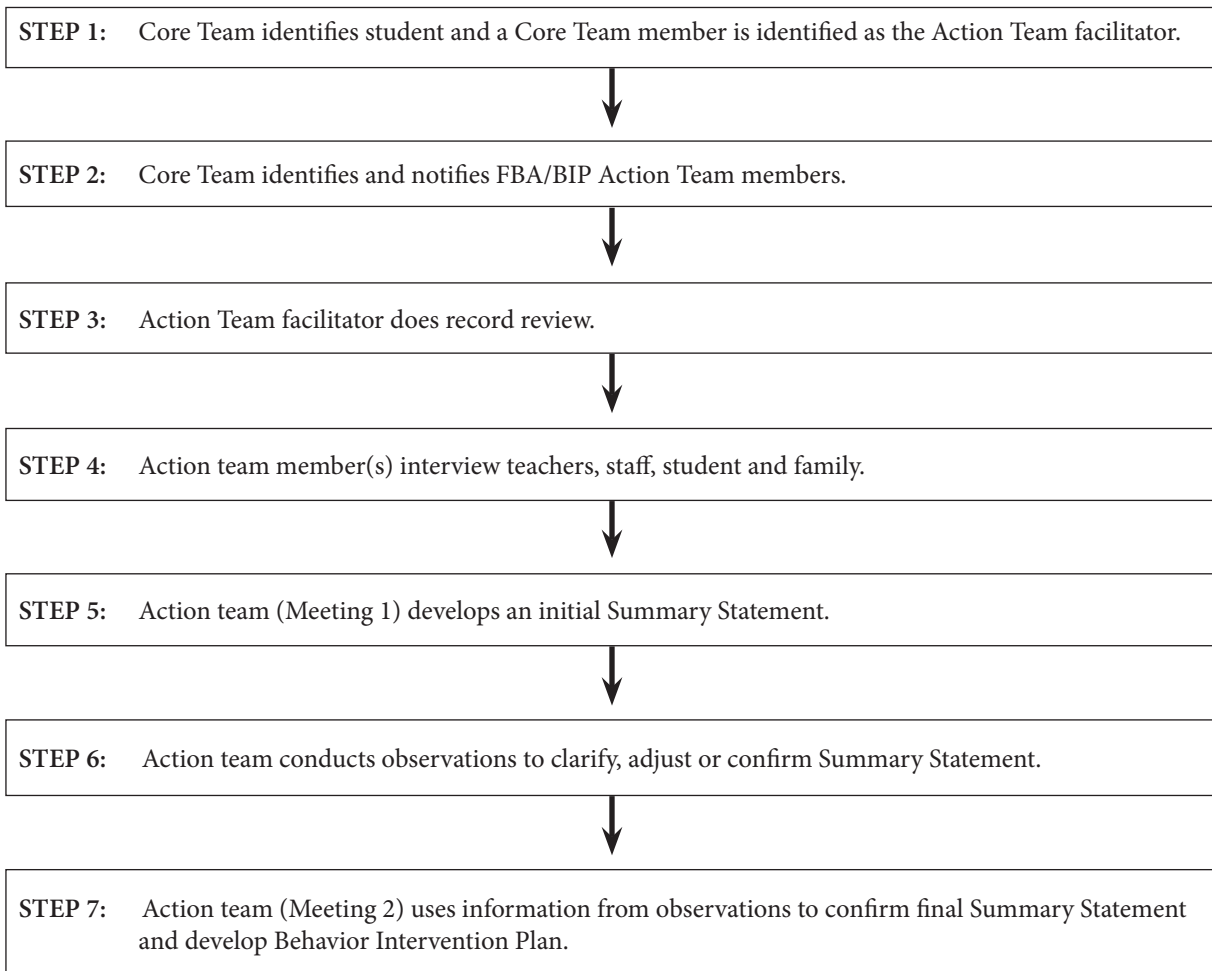 STEP 1: Core Team identifies student and a Core Team member is identified as the Action Team facilitator.
STEP 2: Core Team identifies and notifies FBA/BIP Action Team members.
STEP 3: Action Team facilitator does record review.
STEP 4: Action team member(s) interview teachers, staff, student and family.
STEP 5: Action team (Meeting 1) develops an initial Summary Statement.
STEP 6: Action team conducts observations to clarify, adjust or confirm Summary Statement.
STEP 7: Action team (Meeting 2) uses information from observations to confirm final Summary Statement
and develop Behavior Intervention Plan.